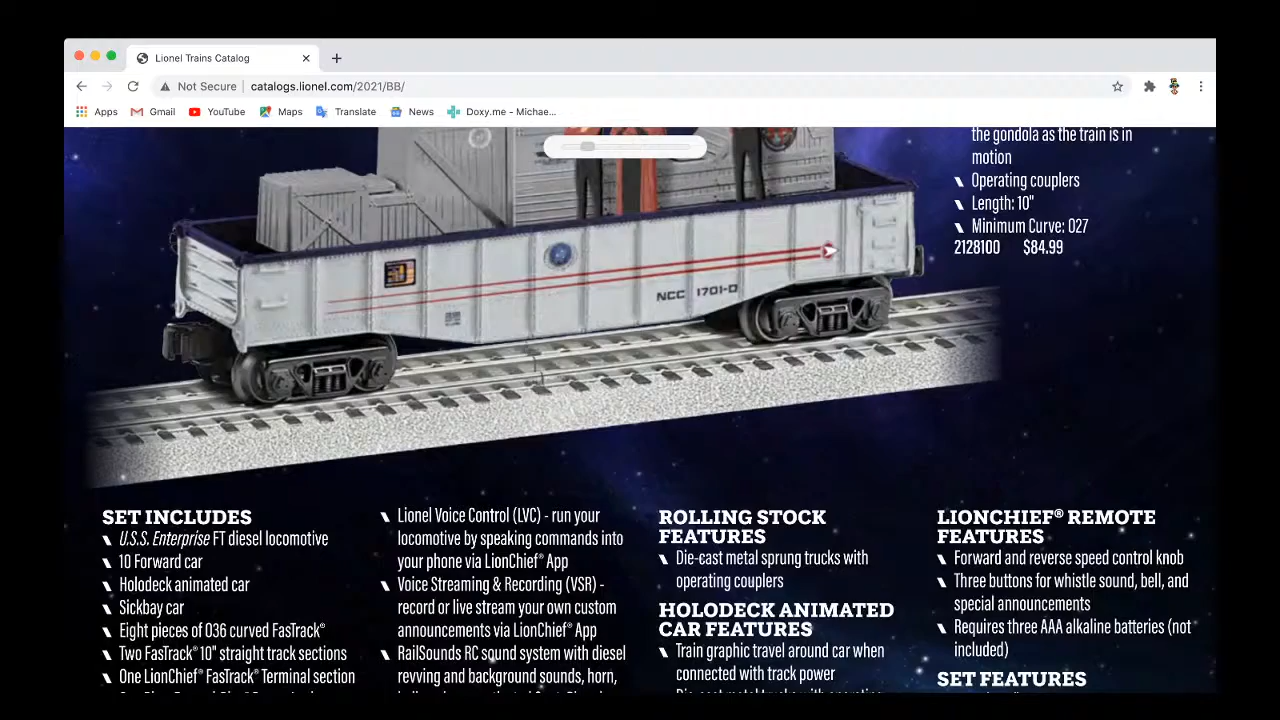 Lionel Trains Catalog
Not Secure
catalogs.lionel.com/2021/BB/
Apps
Gmail
YouTube
Maps
Translate
News
Doxy.me - Michae...
the gondola as the train is in
motion
Operating couplers
Length: 10"
Minimum Curve: O27
2128100 $84.99
NCC 1701-D
SET INCLUDES
U.S.S. Enterprise FT diesel locomotive
10 Forward car
Holodeck animated car
Sickbay car
Eight pieces of O36 curved FasTrack®
Two FasTrack® 10" straight track sections
One LionChief® FasTrack® Terminal section
Lionel Voice Control (LVC) - run your
locomotive by speaking commands into
your phone via LionChief® App
Voice Streaming & Recording (VSR) -
record or live stream your own custom
announcements via LionChief® App
RailSounds RC sound system with diesel
revving and background sounds, horn,
ROLLING STOCK
FEATURES
Die-cast metal sprung trucks with
operating couplers
HOLODECK ANIMATED
CAR FEATURES
Train graphic travel around car when
connected with track power
LIONCHIEF® REMOTE
FEATURES
Forward and reverse speed control knob
Three buttons for whistle sound, bell, and
special announcements
Requires three AAA alkaline batteries (not
included)
SET FEATURES